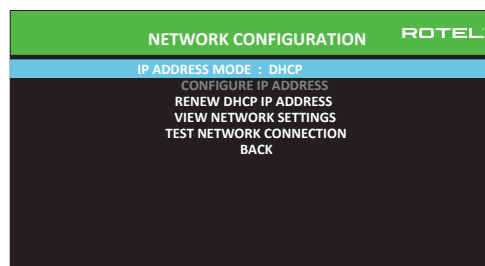 NETWORK CONFIGURATION
ROTEL
IP ADDRESS MODE : DHCP
CONFIGURE IP ADDRESS
RENEW DHCP IP ADDRESS
VIEW NETWORK SETTINGS
TEST NETWORK CONNECTION
BACK